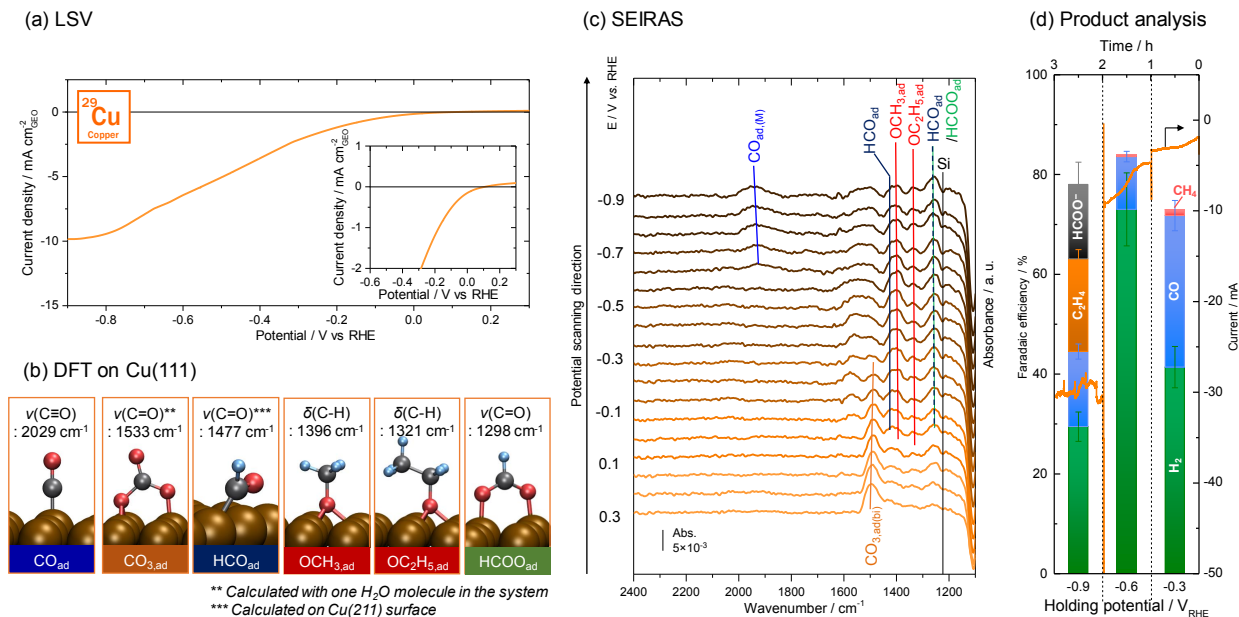 (a) LSV
29
Cu
Copper
Current density / mA cm⁻²GEO
0
-5
-10
-15
-0.8
-0.6
-0.4
-0.2
0.0
0.2
Potential / V vs RHE
Current density / mA cm⁻²GEO
1
0
-1
-2
-0.4
-0.2
0.0
0.2
Potential / V vs RHE
(b) DFT on Cu(111)
ν(C≡O)
: 2029 cm⁻¹
COad
ν(C=O)**
: 1533 cm⁻¹
CO3,ad
ν(C=O)***
: 1477 cm⁻¹
HCOad
δ(C-H)
: 1396 cm⁻¹
OCH3,ad
δ(C-H)
: 1321 cm⁻¹
OC2H5,ad
ν(C=O)
: 1298 cm⁻¹
HCOOad
** Calculated with one H2O molecule in the system
*** Calculated on Cu(211) surface
(c) SEIRAS
E / V vs. RHE
Potential scanning direction
COad,(M)
HCOad
OCH3,ad
OC2H5,ad
HCOad
/HCOOad
Si
-0.9
-0.7
-0.5
-0.3
-0.1
0.1
0.3
CO3,ad(bi)
Abs.
5×10⁻³
Absorbance / a. u.
2400
2200
2000
1800
1600
1400
1200
Wavenumber / cm⁻¹
(d) Product analysis
Time / h
3
2
1
0
Faradaic efficiency / %
100
80
60
40
20
0
HCOO⁻
C2H4
CH4
CO
H2
0
-10
-20
-30
-40
-50
Current / mA
-0.9
-0.6
-0.3
Holding potential / VRHE